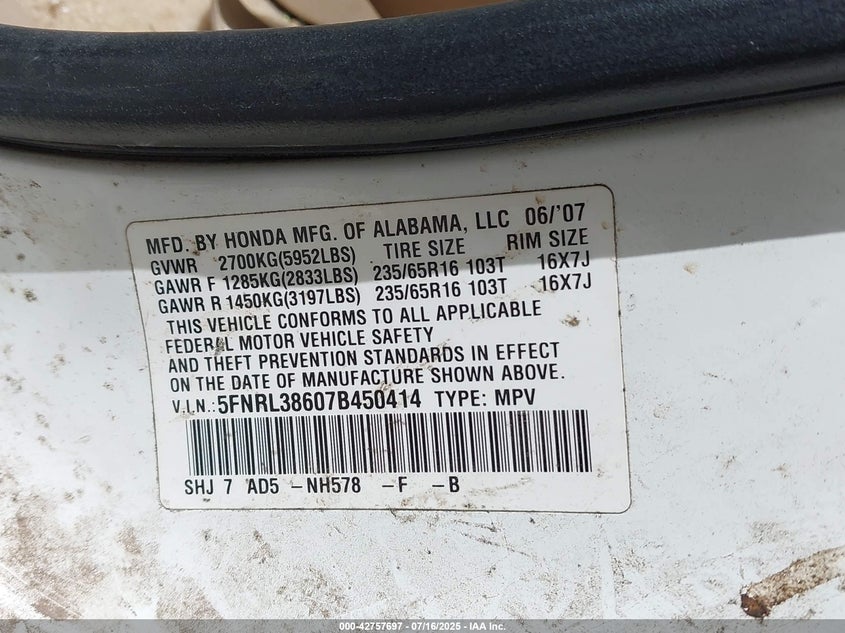 MFD. BY HONDA MFG. OF ALABAMA, LLC 06/'07
GVWR 2700KG(5952LBS) TIRE SIZE RIM SIZE
GAWR F 1285KG(2833LBS) 235/65R16 103T 16X7J
GAWR R 1450KG(3197LBS) 235/65R16 103T 16X7J
THIS VEHICLE CONFORMS TO ALL APPLICABLE
FEDERAL MOTOR VEHICLE SAFETY
AND THEFT PREVENTION STANDARDS IN EFFECT
ON THE DATE OF MANUFACTURE SHOWN ABOVE.
V.I.N.: 5FNRL38607B450414 TYPE: MPV
SHJ 7 AD5 -NH578 -F -B
000-42757697 - 07/16/2025 - IAA Inc.